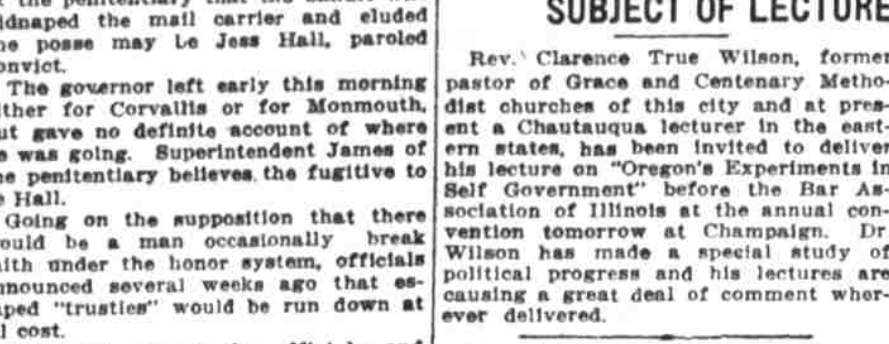 the penitentiary that the
idnaped the mail carrier and eluded
he posse may Le Jess Hall, paroled
onvict.
The governor left early this morning
ither for Corvallis or for Monmouth,
ut gave no definite account of where
e was going. Superintendent James of
he penitentiary believes the fugitive to
e Hall.
Going on the supposition that there
ould be a man occasionally break
aith under the honor system, officials
nnounced several weeks ago that es-
aped "trusties" would be run down at
ll cost.
SUBJECT OF LECTURE
Rev. Clarence True Wilson, former
pastor of Grace and Centenary Metho-
dist churches of this city and at pres-
ent a Chautauqua lecturer in the east-
ern states, has been invited to deliver
his lecture on "Oregon's Experiments in
Self Government" before the Bar As-
sociation of Illinois at the annual con-
vention tomorrow at Champaign. Dr
Wilson has made a special study of
political progress and his lectures are
causing a great deal of comment wher-
ever delivered.